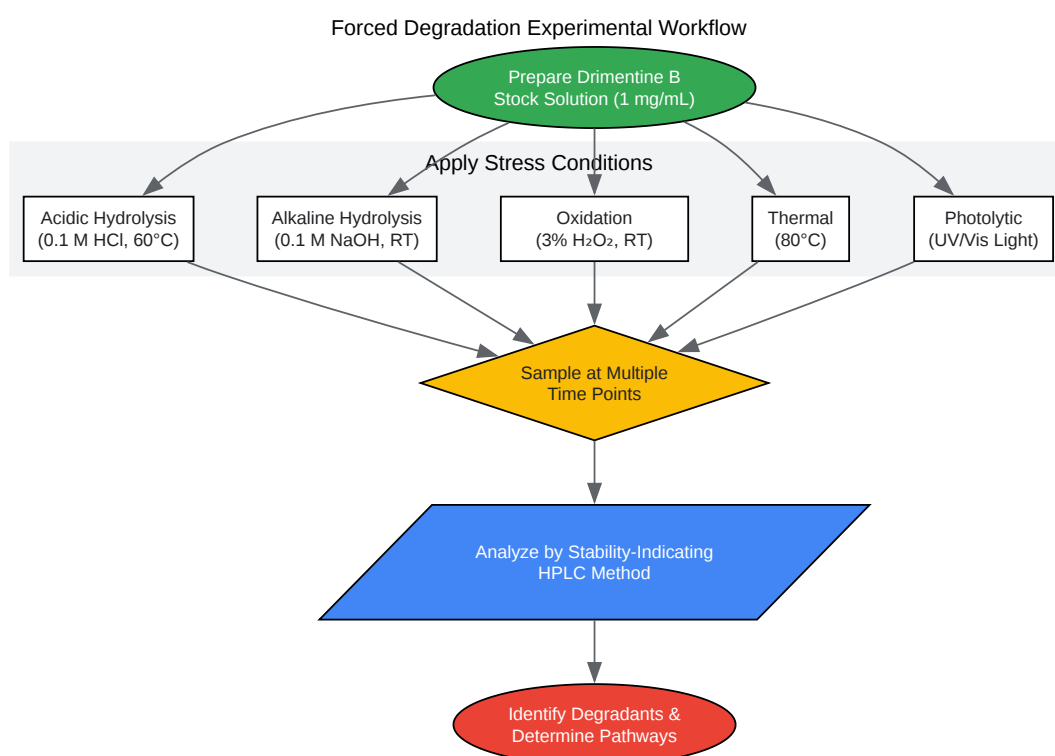 Forced Degradation Experimental Workflow
Prepare Drimentine B
Stock Solution (1 mg/mL)
Apply Stress Conditions
Acidic Hydrolysis
(0.1 M HCl, 60°C)
Alkaline Hydrolysis
(0.1 M NaOH, RT)
Oxidation
(3% H₂O₂, RT)
Thermal
(80°C)
Photolytic
(UV/Vis Light)
Sample at Multiple
Time Points
Analyze by Stability-Indicating
HPLC Method
Identify Degradants &
Determine Pathways